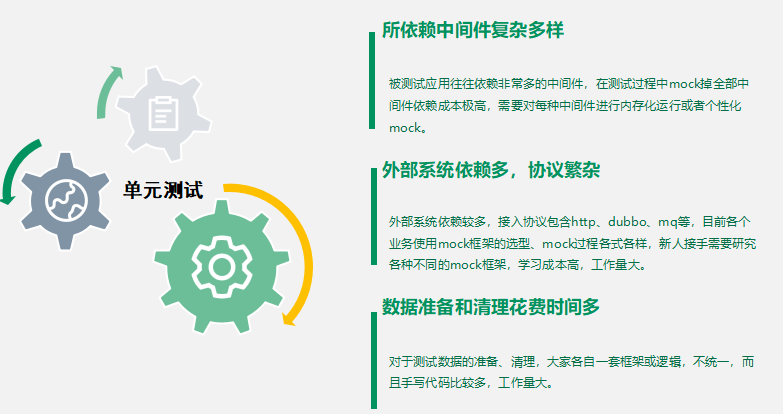 单元测试
所依赖中间件复杂多样
被测试应用往往依赖非常多的中间件，在测试过程中mock掉全部中
间件依赖成本极高，需要对每种中间件进行内存化运行或者个性化
mock。
外部系统依赖多，协议繁杂
外部系统依赖较多，接入协议包含http、dubbo、mq等，目前各个
业务使用mock框架的选型、mock过程各式各样，新人接手需要研究
各种不同的mock框架，学习成本高，工作量大。
数据准备和清理花费时间多
对于测试数据的准备、清理，大家各自一套框架或逻辑，不统一，而
且手写代码比较多，工作量大。